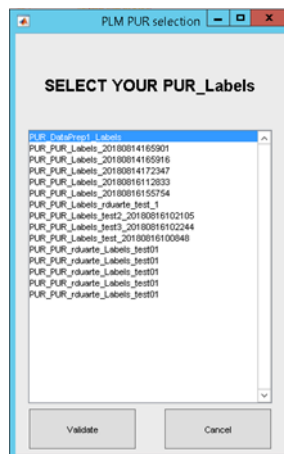 PLM PUR selection
SELECT YOUR PUR_Labels
PUR_DataPrep1_Labels
PUR_PUR_Labels_20180814165901
PUR_PUR_Labels_20180814165916
PUR_PUR_Labels_20180814172347
PUR_PUR_Labels_20180816112833
PUR_PUR_Labels_20180816155754
PUR_PUR_Labels_rduarte_test_1
PUR_PUR_Labels_test2_20180816102105
PUR_PUR_Labels_test3_20180816102244
PUR_PUR_Labels_test_20180816100848
PUR_PUR_rduarte_Labels_test01
PUR_PUR_rduarte_Labels_test01
PUR_PUR_rduarte_Labels_test01
PUR_PUR_rduarte_Labels_test01
PUR_PUR_rduarte_Labels_test01
Validate
Cancel